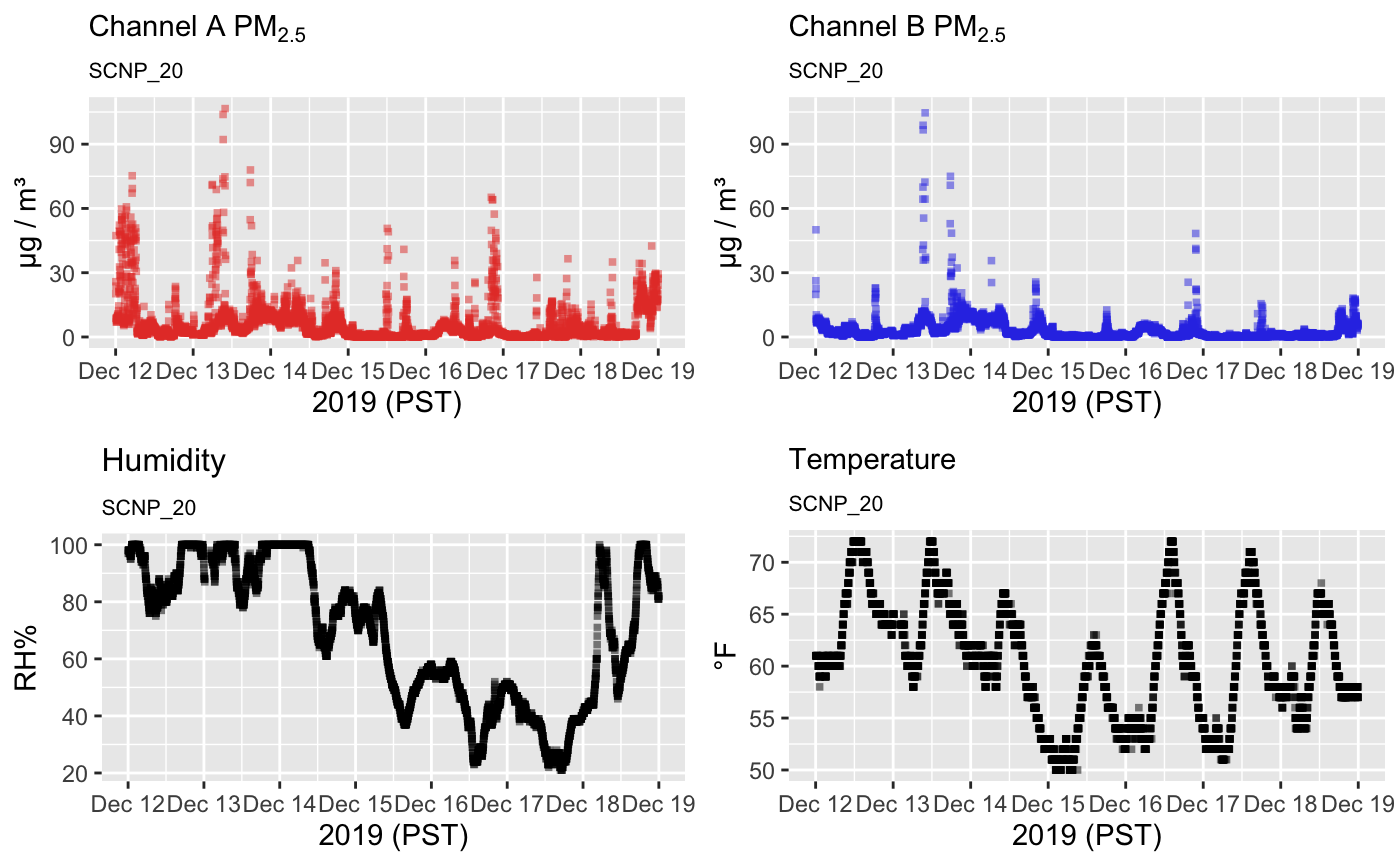 Channel A PM2.5
SCNP_20
µg / m³
90
60
30
0
Dec 12 Dec 13 Dec 14 Dec 15 Dec 16 Dec 17 Dec 18 Dec 19
2019 (PST)
Channel B PM2.5
SCNP_20
µg / m³
90
60
30
0
Dec 12 Dec 13 Dec 14 Dec 15 Dec 16 Dec 17 Dec 18 Dec 19
2019 (PST)
Humidity
SCNP_20
RH%
100
80
60
40
20
Dec 12 Dec 13 Dec 14 Dec 15 Dec 16 Dec 17 Dec 18 Dec 19
2019 (PST)
Temperature
SCNP_20
°F
70
65
60
55
50
Dec 12 Dec 13 Dec 14 Dec 15 Dec 16 Dec 17 Dec 18 Dec 19
2019 (PST)